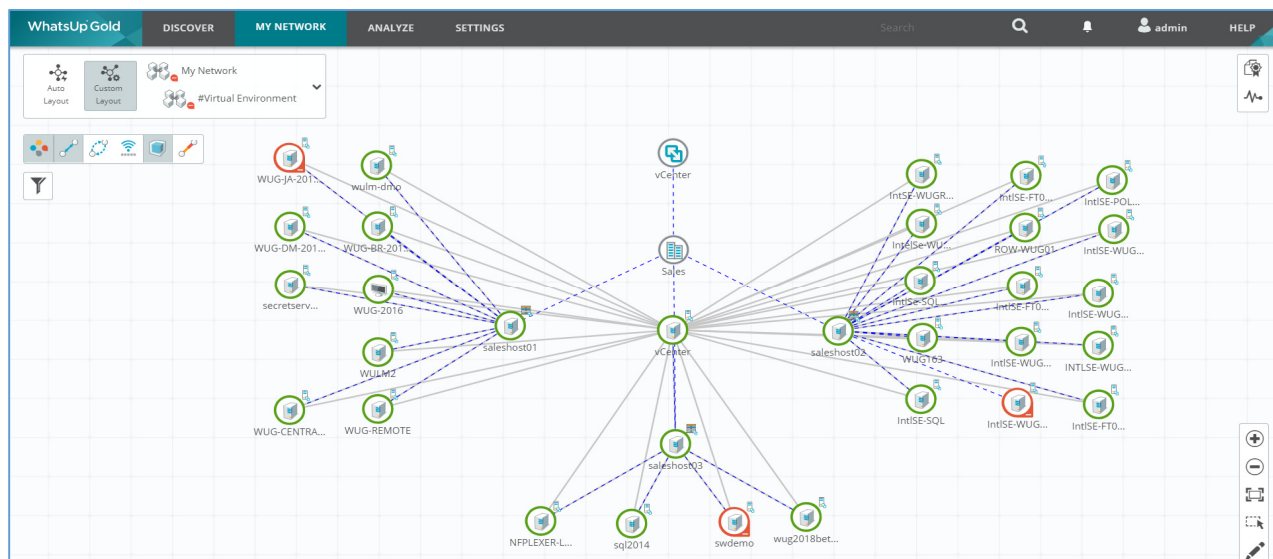 WhatsUp Gold DISCOVER MY NETWORK ANALYZE SETTINGS Search admin HELP
Auto Layout
Custom Layout
My Network
#Virtual Environment
WUG-JA-201...
wulm-dmp
vCenter
IntSE-WUGR...
IntlSE-FT0...
IntlSE-POL...
WUG-DM-201...
WUG-BR-201...
Sales
IntelSe-WU...
ROW-WUG01
IntlSE-WUG...
secretserv...
WUG-2016
IntlSE-SQL
IntlSE-FT0...
IntlSE-WUG...
saleshost01
vCenter
saleshost02
WULM2
WUG163
IntlSE-WUG...
INTLSE-WUG...
WUG-CENTRA...
WUG-REMOTE
IntlSE-SQL
IntlSE-WUG...
IntlSE-FT0...
saleshost03
NFPLEXER-L...
sql2014
swdemo
wug2018bet...